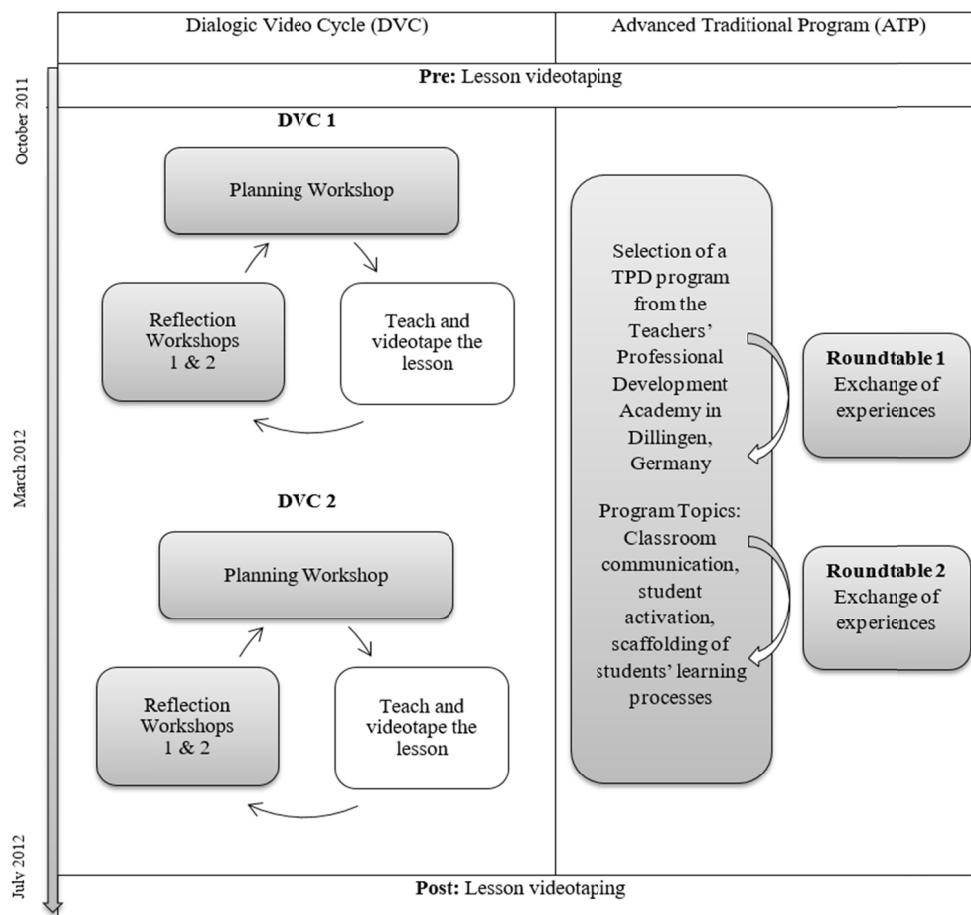 Dialogic Video Cycle (DVC)
Advanced Traditional Program (ATP)
Pre: Lesson videotaping
October 2011
DVC 1
Planning Workshop
Reflection
Workshops
1 & 2
Teach and
videotape the
lesson
March 2012
DVC 2
Planning Workshop
Reflection
Workshops
1 & 2
Teach and
videotape the
lesson
Selection of a
TPD program
from the
Teachers’
Professional
Development
Academy in
Dillingen,
Germany
Program Topics:
Classroom
communication,
student
activation,
scaffolding of
students’ learning
processes
Roundtable 1
Exchange of
experiences
Roundtable 2
Exchange of
experiences
July 2012
Post: Lesson videotaping